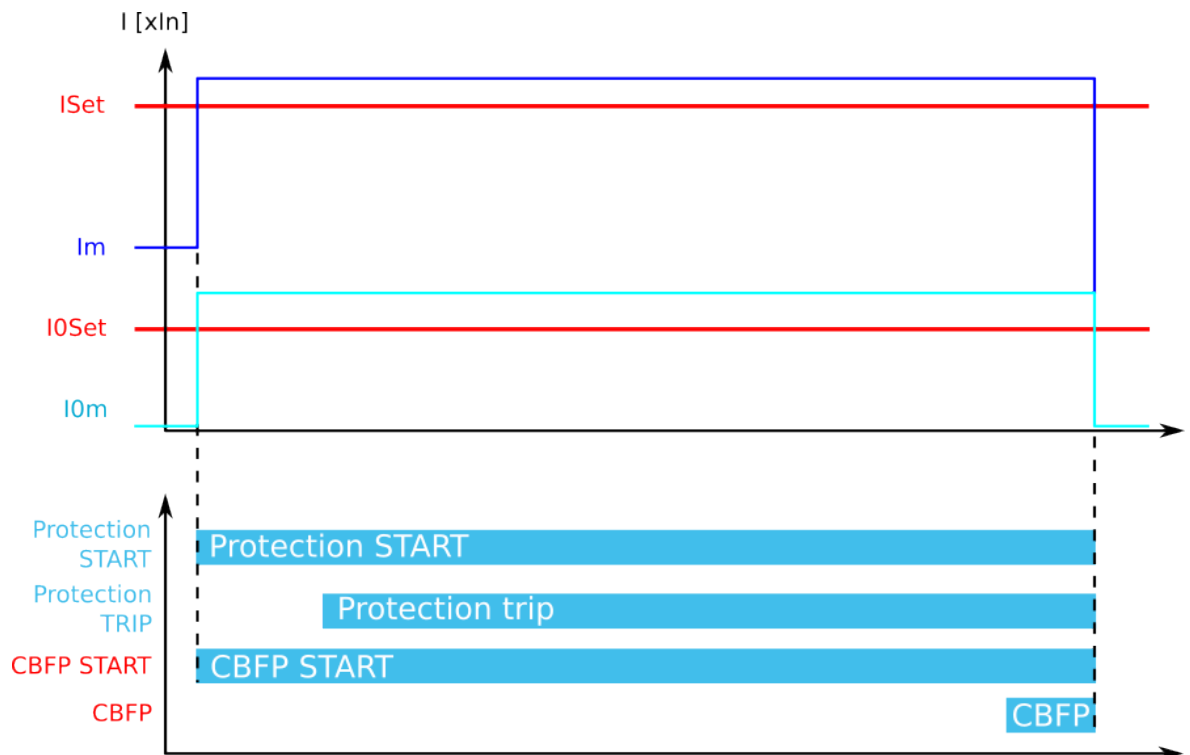 I [xIn]
ISet
Im
I0Set
I0m
Protection
START
Protection START
Protection
TRIP
Protection trip
CBFP START
CBFP START
CBFP
CBFP